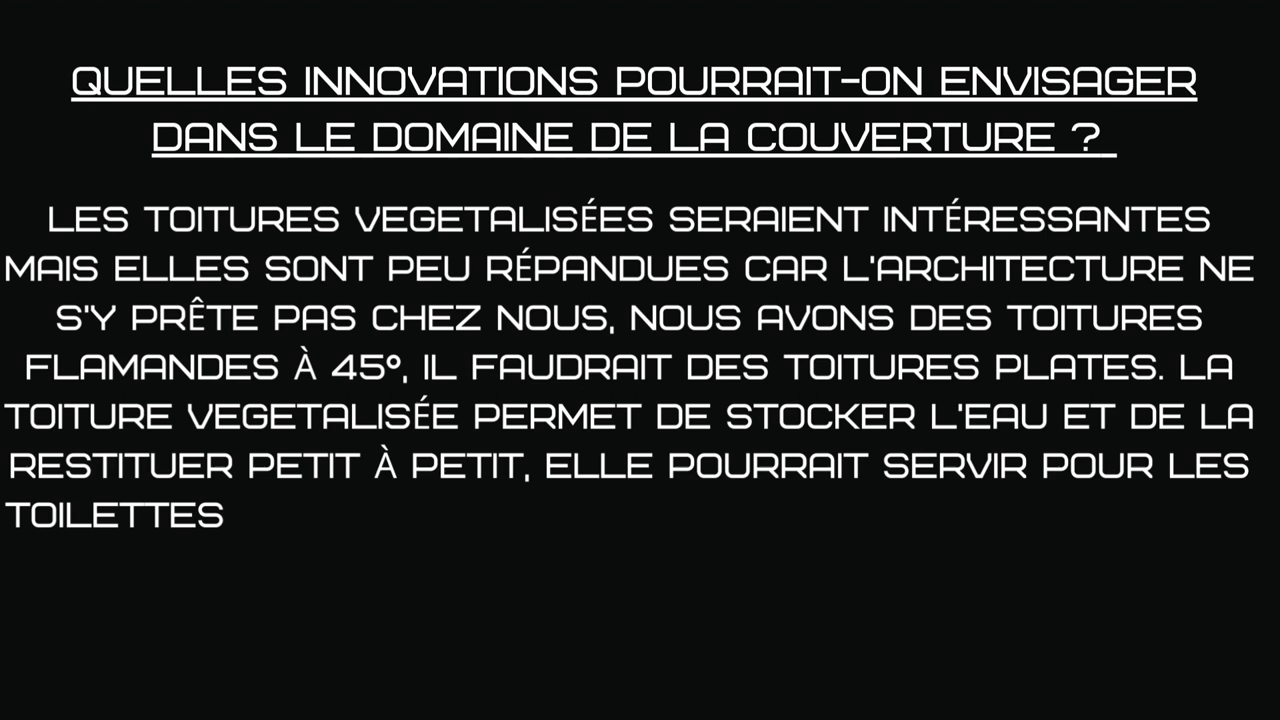 QUELLES INNOVATIONS POURRAIT-ON ENVISAGER
DANS LE DOMAINE DE LA COUVERTURE ?
LES TOITURES VEGETALISÉES SERAIENT INTÉRESSANTES
MAIS ELLES SONT PEU RÉPANDUES CAR L'ARCHITECTURE NE
S'Y PRÊTE PAS CHEZ NOUS, NOUS AVONS DES TOITURES
FLAMANDES À 45°, IL FAUDRAIT DES TOITURES PLATES. LA
TOITURE VEGETALISÉE PERMET DE STOCKER L'EAU ET DE LA
RESTITUER PETIT À PETIT, ELLE POURRAIT SERVIR POUR LES
TOILETTES